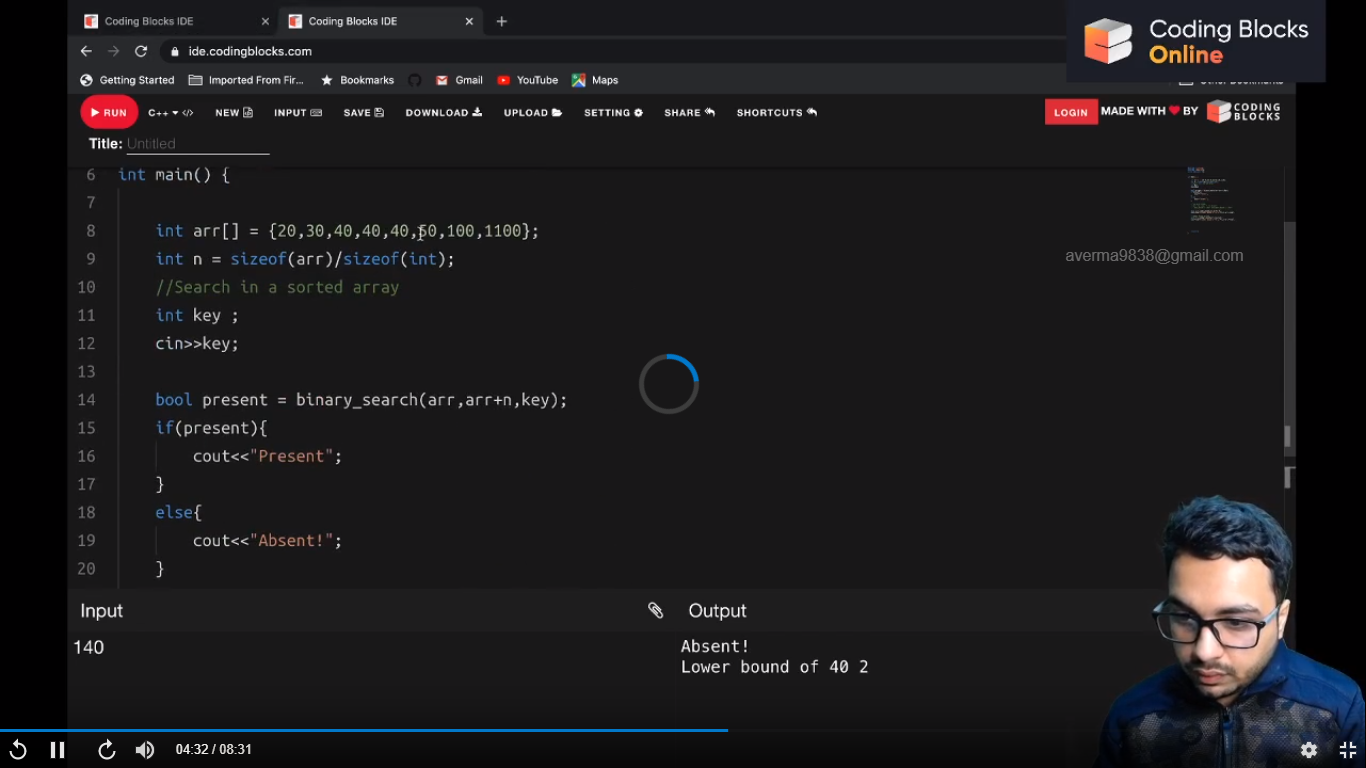 Coding Blocks IDE
Coding Blocks IDE
Coding Blocks
Online
ide.codingblocks.com
Getting Started Imported From Fir... Bookmarks Gmail YouTube Maps
RUN C++ NEW INPUT SAVE DOWNLOAD UPLOAD SETTING SHARE SHORTCUTS LOGIN MADE WITH BY CODING BLOCKS
Title: Untitled
6 int main() {
7
8 int arr[] = {20,30,40,40,40,50,100,1100};
9 int n = sizeof(arr)/sizeof(int);
averma9838@gmail.com
10 //Search in a sorted array
11 int key ;
12 cin>>key;
13
14 bool present = binary_search(arr,arr+n,key);
15 if(present){
16 cout<<"Present";
17 }
18 else{
19 cout<<"Absent!";
20 }
Input Output
140
Absent!
Lower bound of 40 2
04:32 / 08:31